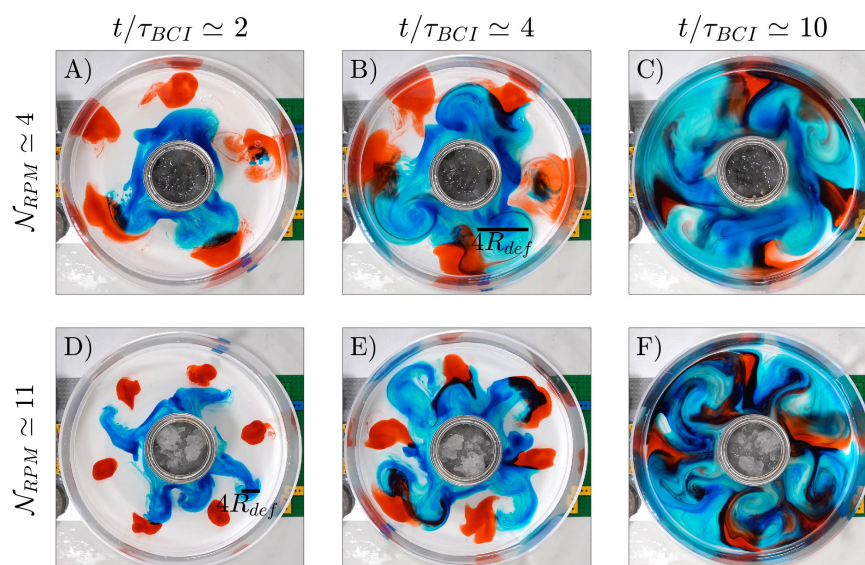 t/τ_BCI ≃ 2
t/τ_BCI ≃ 4
t/τ_BCI ≃ 10
𝒩_RPM ≃ 4
A)
B)
C)
4R_def
𝒩_RPM ≃ 11
D)
E)
F)
4R_def